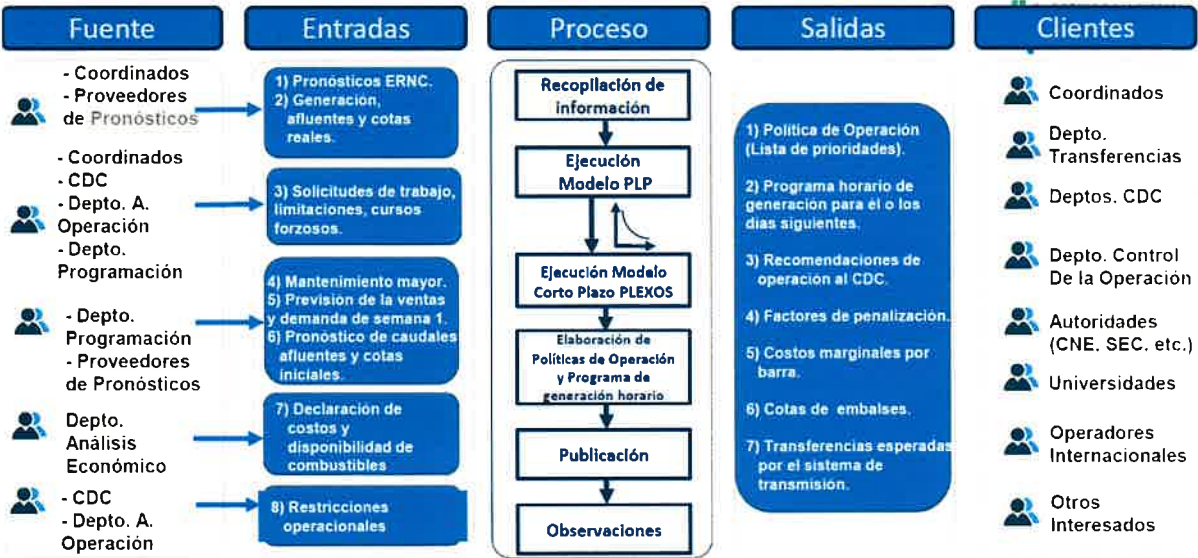 Fuente
- Coordinados
- Proveedores
de Pronósticos
- Coordinados
- CDC
- Depto. A.
Operación
- Depto.
Programación
- Depto.
Programación
- Proveedores
de Pronósticos
Depto.
Análisis
Económico
- CDC
- Depto. A.
Operación
Entradas
1) Pronósticos ERNC.
2) Generación,
afluentes y cotas
reales.
3) Solicitudes de trabajo,
limitaciones, cursos
forzosos.
4) Mantenimiento mayor.
5) Previsión de la ventas
y demanda de semana 1.
6) Pronóstico de caudales
afluentes y cotas
iniciales.
7) Declaración de
costos y
disponibilidad de
combustibles
8) Restricciones
operacionales
Proceso
Recopilación de
información
Ejecución
Modelo PLP
Ejecución Modelo
Corto Plazo PLEXOS
Elaboración de
Políticas de Operación
y Programa de
generación horario
Publicación
Observaciones
Salidas
1) Política de Operación
(Lista de prioridades).
2) Programa horario de
generación para él o los
días siguientes.
3) Recomendaciones de
operación al CDC.
4) Factores de penalización.
5) Costos marginales por
barra.
6) Cotas de embalses.
7) Transferencias esperadas
por el sistema de
transmisión.
Clientes
Coordinados
Depto.
Transferencias
Deptos. CDC
Depto. Control
De la Operación
Autoridades
(CNE. SEC. etc.)
Universidades
Operadores
Internacionales
Otros
Interesados